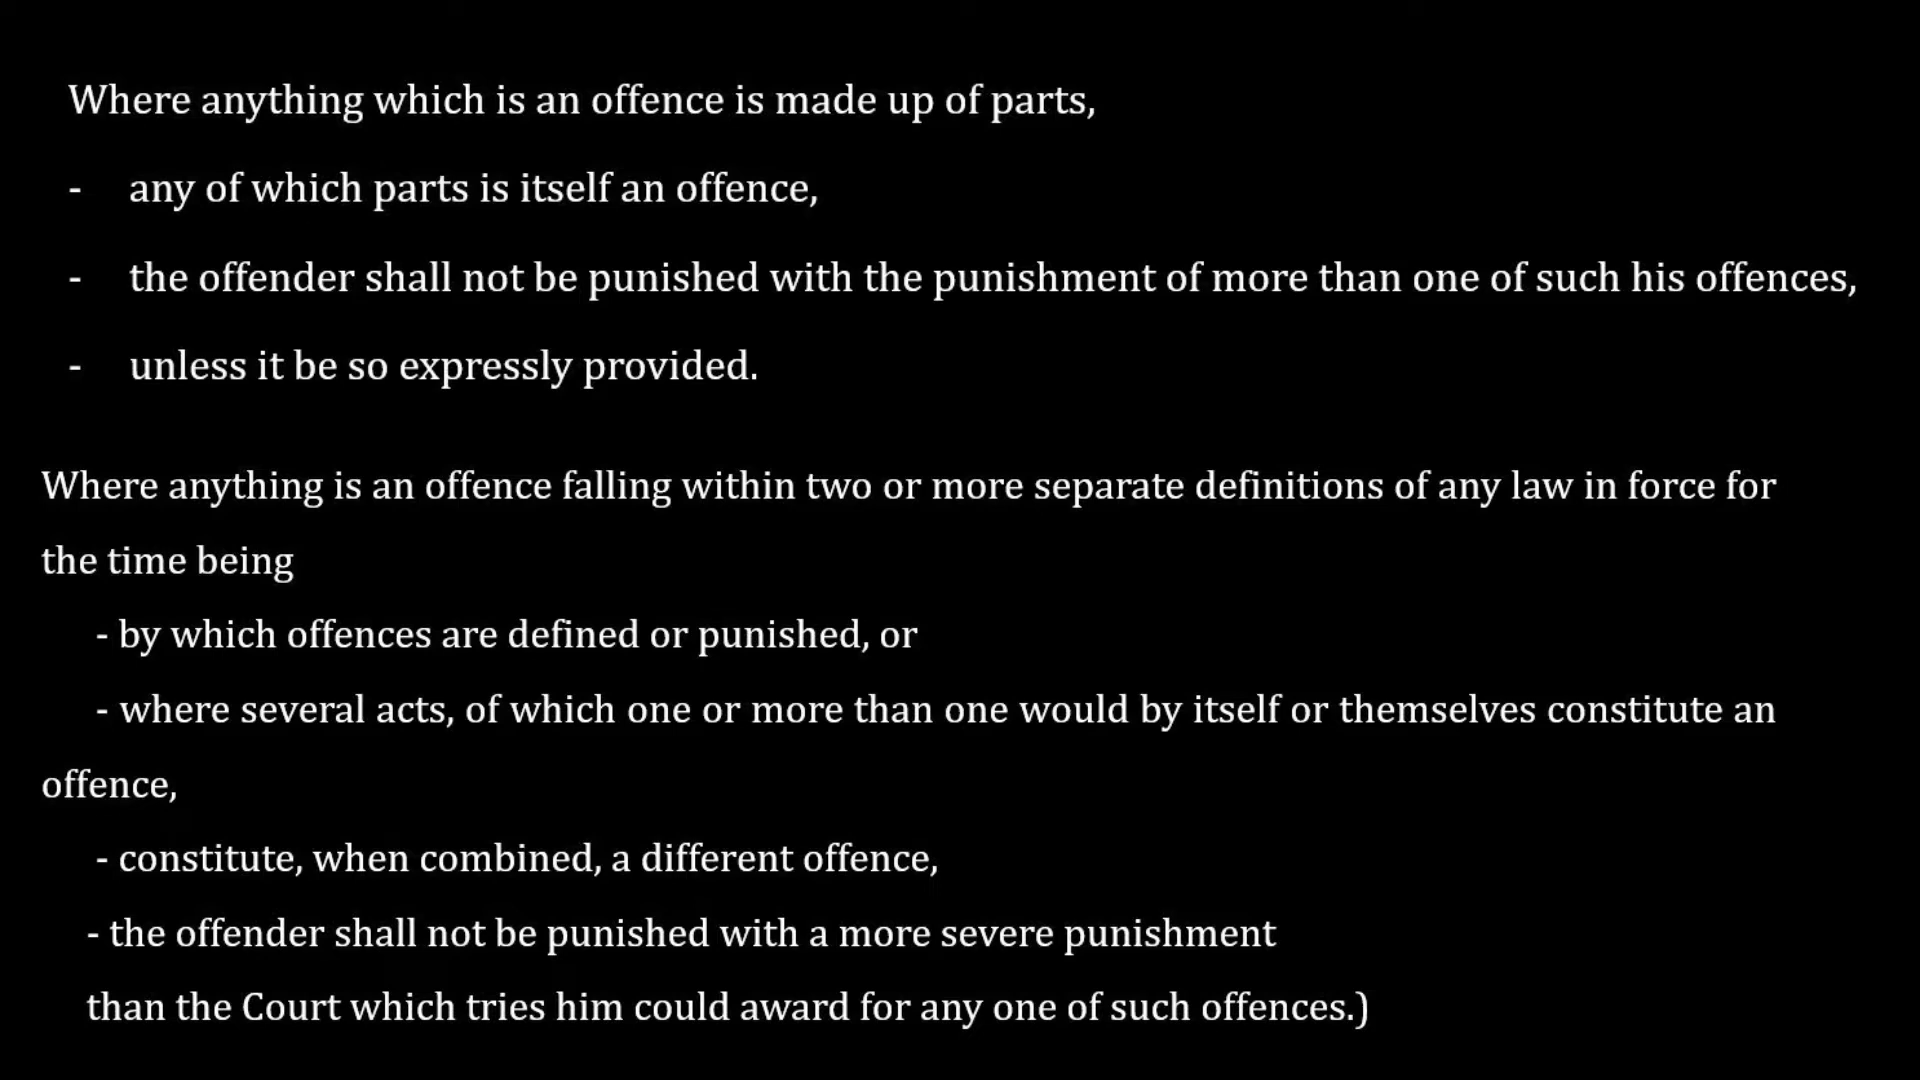 Where anything which is an offence is made up of parts,
- any of which parts is itself an offence,
- the offender shall not be punished with the punishment of more than one of such his offences,
- unless it be so expressly provided.
Where anything is an offence falling within two or more separate definitions of any law in force for
the time being
- by which offences are defined or punished, or
- where several acts, of which one or more than one would by itself or themselves constitute an
offence,
- constitute, when combined, a different offence,
- the offender shall not be punished with a more severe punishment
than the Court which tries him could award for any one of such offences.)